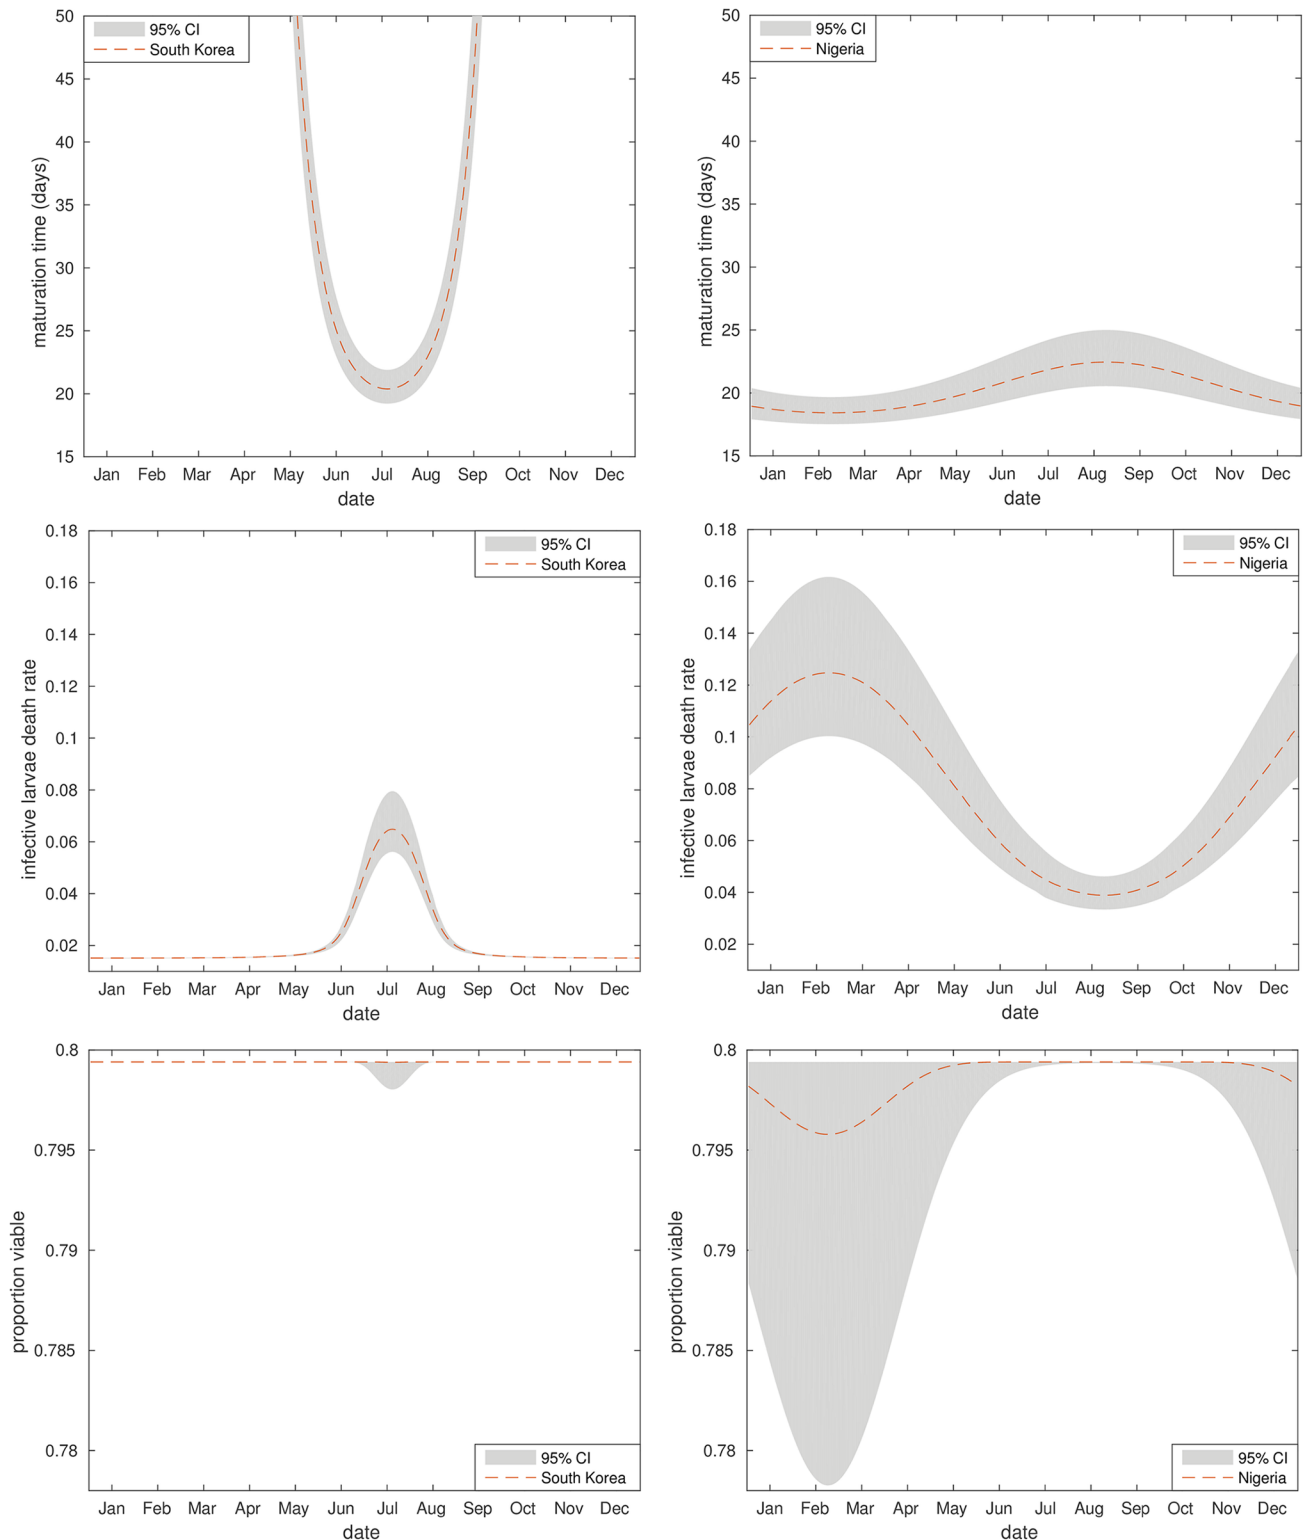 50
45
40
35
30
25
20
15
maturation time (days)
95% CI
South Korea
Jan Feb Mar Apr May Jun Jul Aug Sep Oct Nov Dec
date
50
45
40
35
30
25
20
15
maturation time (days)
95% CI
Nigeria
Jan Feb Mar Apr May Jun Jul Aug Sep Oct Nov Dec
date
0.18
0.16
0.14
0.12
0.1
0.08
0.06
0.04
0.02
infective larvae death rate
95% CI
South Korea
Jan Feb Mar Apr May Jun Jul Aug Sep Oct Nov Dec
date
0.18
0.16
0.14
0.12
0.1
0.08
0.06
0.04
0.02
infective larvae death rate
95% CI
Nigeria
Jan Feb Mar Apr May Jun Jul Aug Sep Oct Nov Dec
date
0.8
0.795
0.79
0.785
0.78
proportion viable
95% CI
South Korea
Jan Feb Mar Apr May Jun Jul Aug Sep Oct Nov Dec
date
0.8
0.795
0.79
0.785
0.78
proportion viable
95% CI
Nigeria
Jan Feb Mar Apr May Jun Jul Aug Sep Oct Nov Dec
date